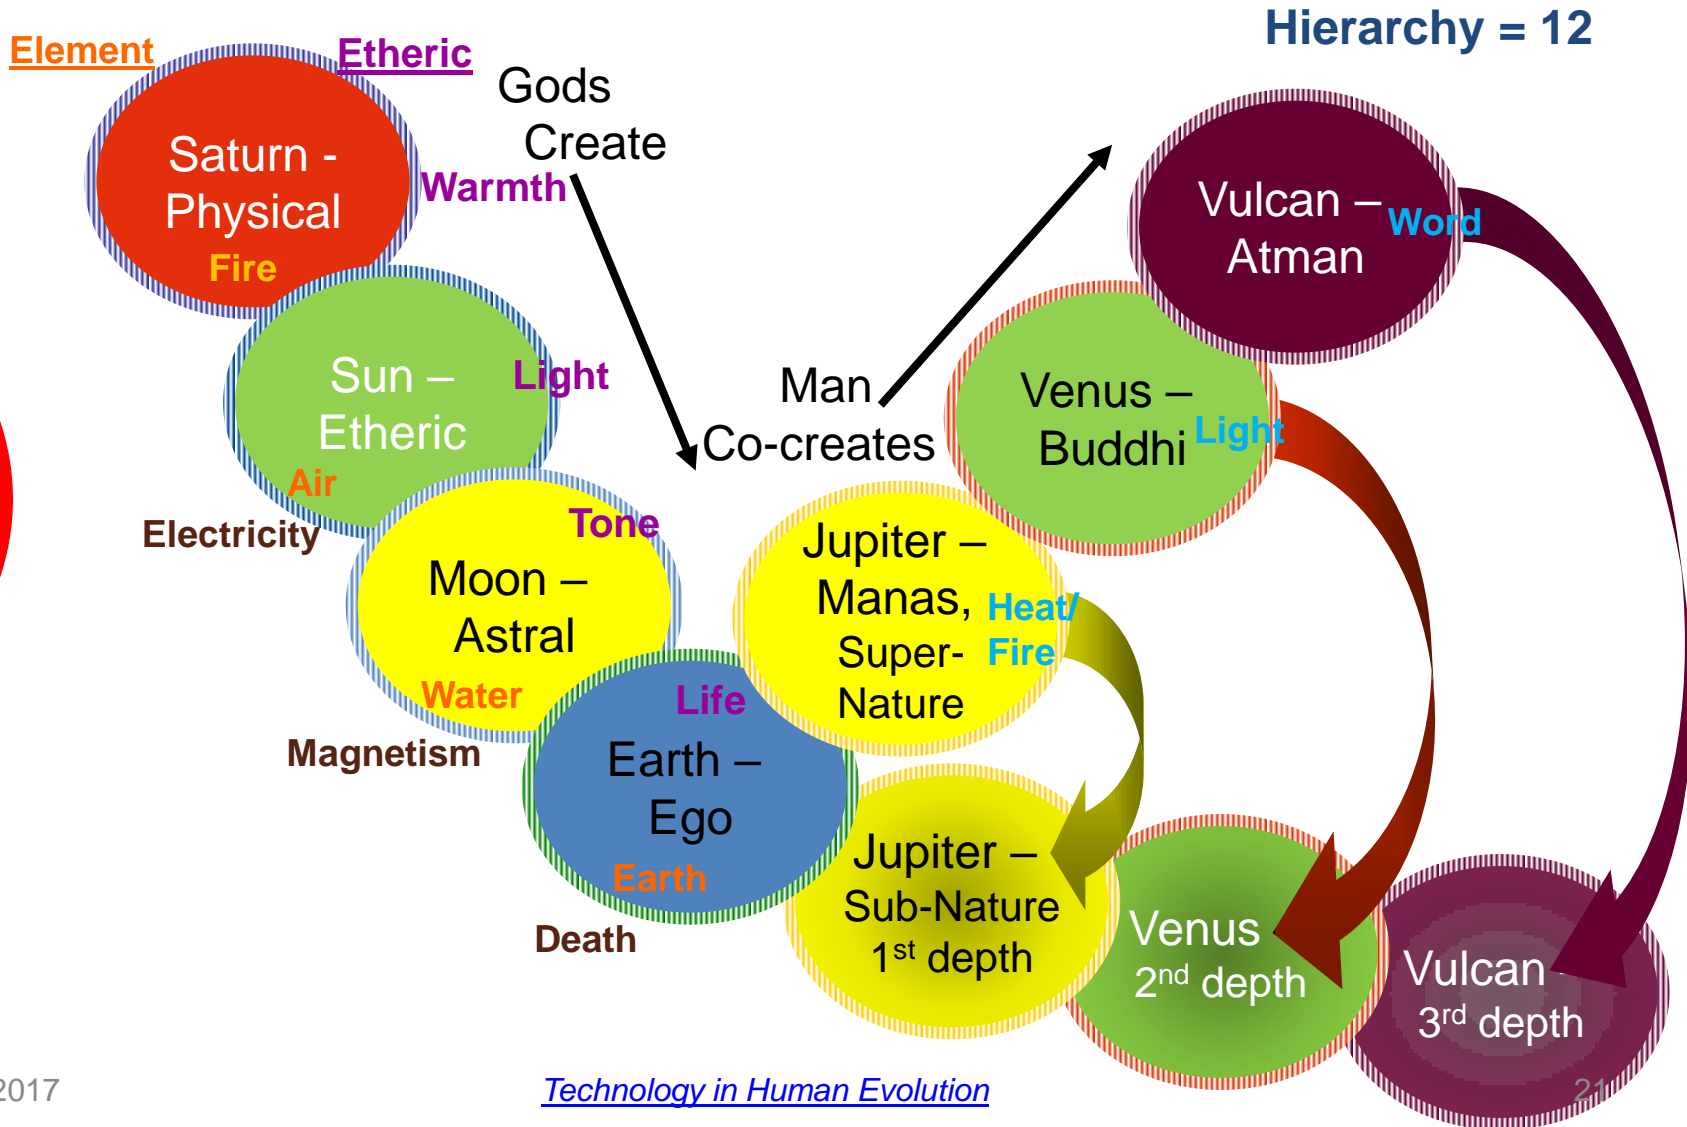 Hierarchy = 12
Element
Etheric
Gods
Create
Saturn -
Physical
Warmth
Fire
Vulcan –
Atman
Word
Sun –
Etheric
Light
Air
Electricity
Man
Co-creates
Venus –
Buddhi
Light
Tone
Moon –
Astral
Water
Magnetism
Jupiter –
Manas,
Super-
Nature
Heat/
Fire
Life
Earth –
Ego
Earth
Death
Jupiter –
Sub-Nature
1st depth
Venus
2nd depth
Vulcan -
3rd depth
2017
Technology in Human Evolution
21